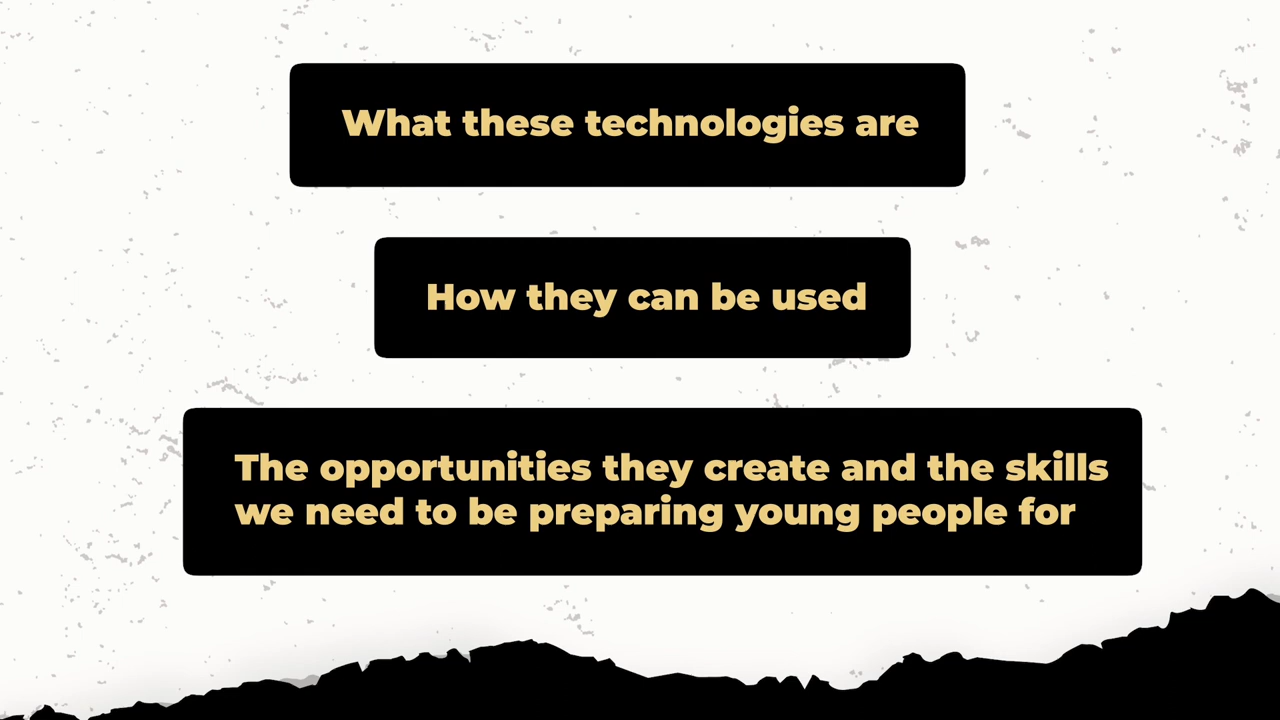 What these technologies are
How they can be used
The opportunities they create and the skills
we need to be preparing young people for